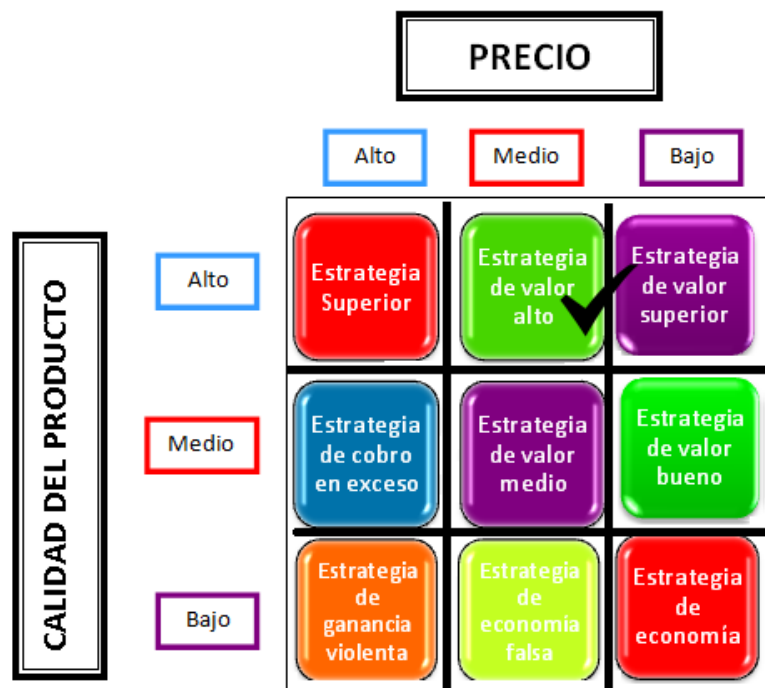 PRECIO
Alto
Medio
Bajo
CALIDAD DEL PRODUCTO
Alto
Estrategia
Superior
Estrategia
de valor
alto
Estrategia
de valor
superior
Medio
Estrategia
de cobro
en exceso
Estrategia
de valor
medio
Estrategia
de valor
bueno
Bajo
Estrategia
de
ganancia
violenta
Estrategia
de
economía
falsa
Estrategia
de
economía